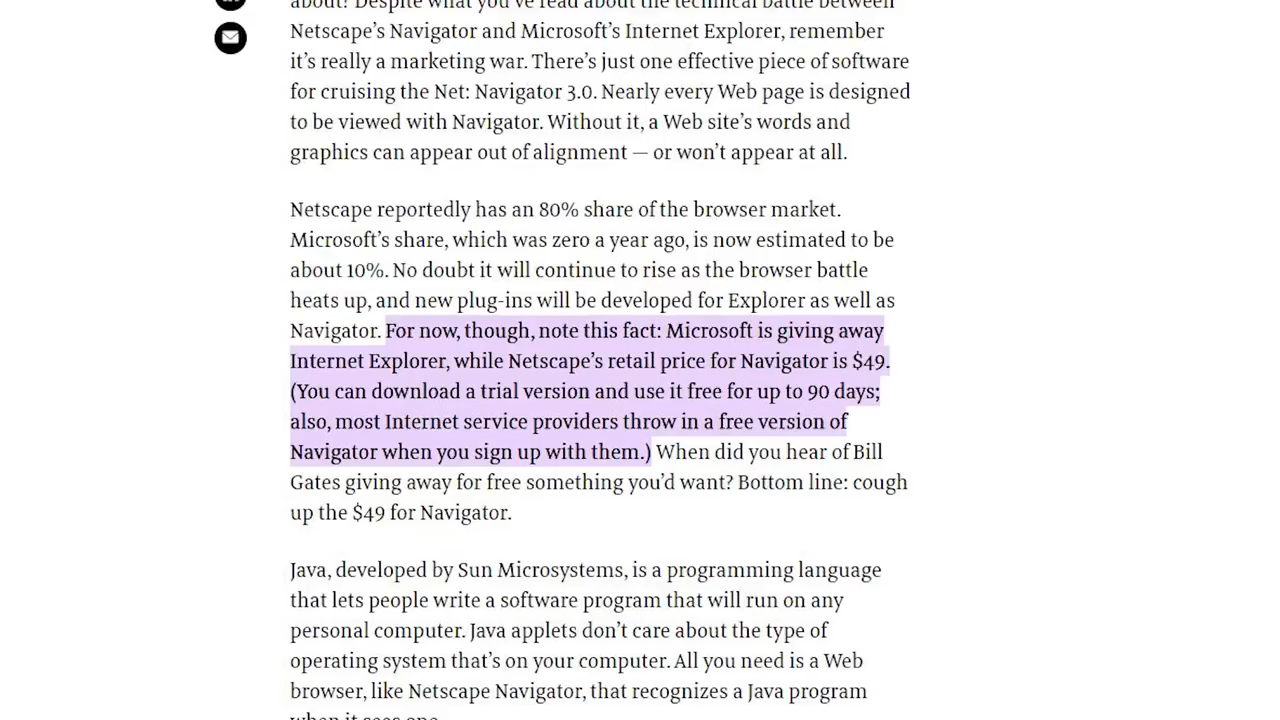 about? Despite what you've read about the technical battle between
Netscape's Navigator and Microsoft's Internet Explorer, remember
it's really a marketing war. There's just one effective piece of software
for cruising the Net: Navigator 3.0. Nearly every Web page is designed
to be viewed with Navigator. Without it, a Web site's words and
graphics can appear out of alignment — or won't appear at all.
Netscape reportedly has an 80% share of the browser market.
Microsoft's share, which was zero a year ago, is now estimated to be
about 10%. No doubt it will continue to rise as the browser battle
heats up, and new plug-ins will be developed for Explorer as well as
Navigator. For now, though, note this fact: Microsoft is giving away
Internet Explorer, while Netscape's retail price for Navigator is $49.
(You can download a trial version and use it free for up to 90 days;
also, most Internet service providers throw in a free version of
Navigator when you sign up with them.) When did you hear of Bill
Gates giving away for free something you'd want? Bottom line: cough
up the $49 for Navigator.
Java, developed by Sun Microsystems, is a programming language
that lets people write a software program that will run on any
personal computer. Java applets don't care about the type of
operating system that's on your computer. All you need is a Web
browser, like Netscape Navigator, that recognizes a Java program
when it sees one.